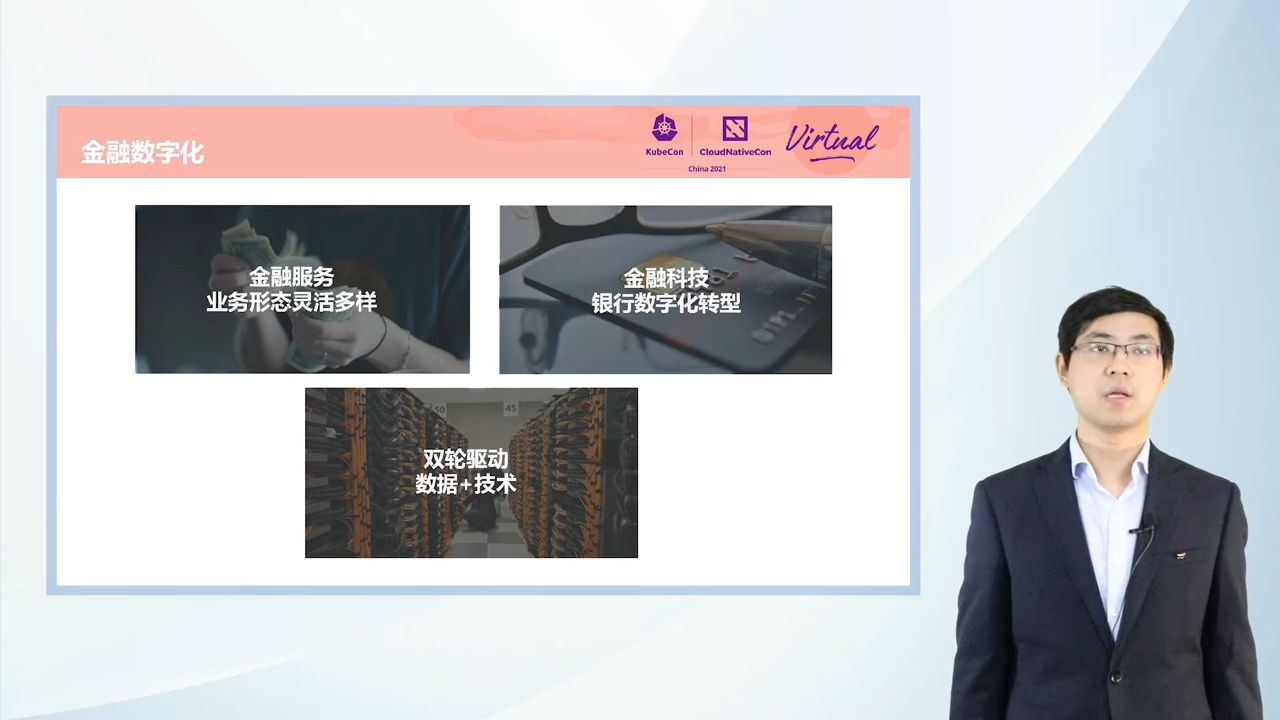 金融数字化
KubeCon
CloudNativeCon
Virtual
China 2021
金融服务
业务形态灵活多样
金融科技
银行数字化转型
50
45
双轮驱动
数据+技术